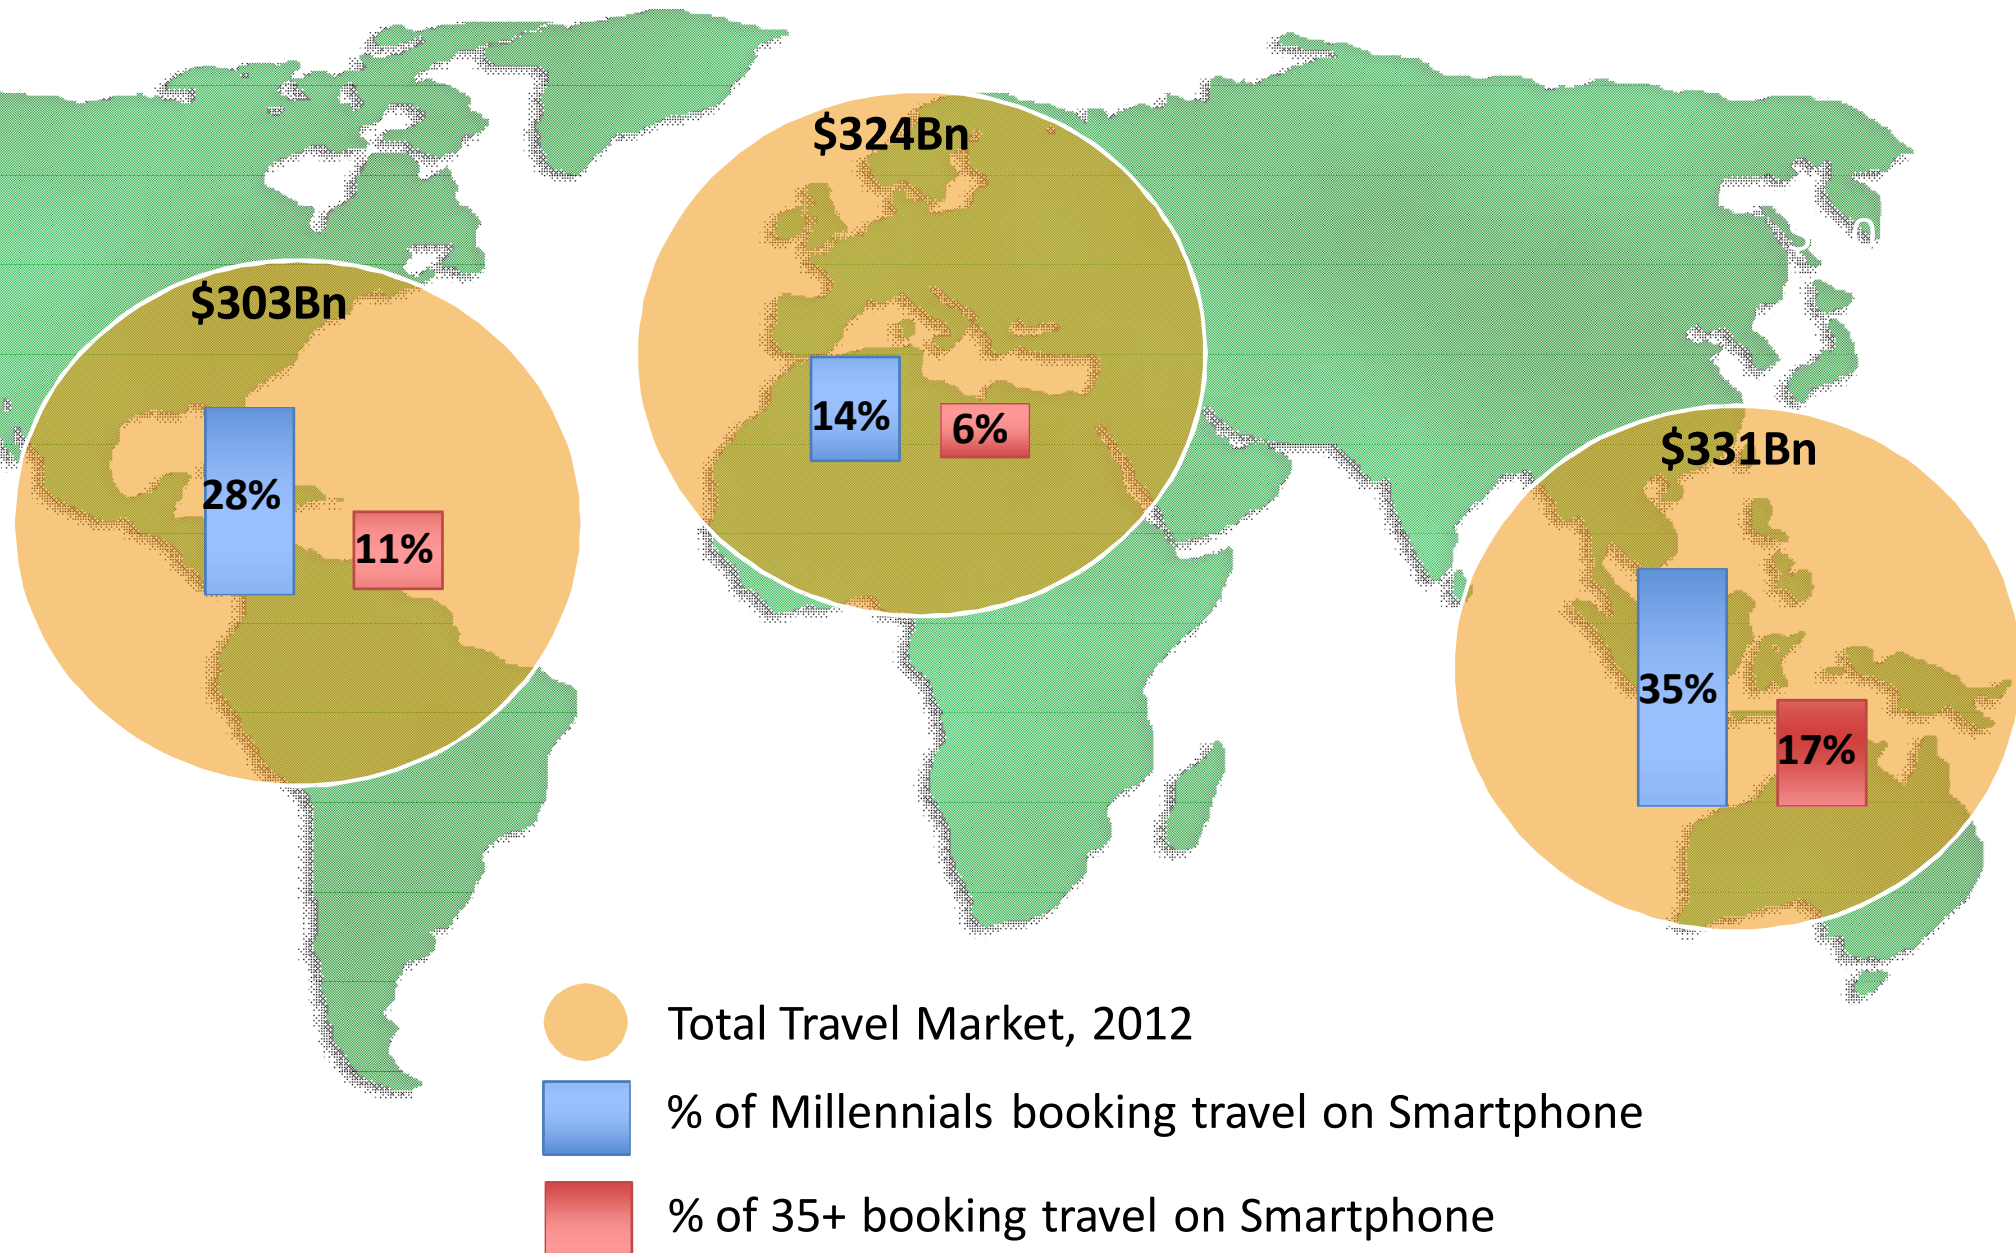 $324Bn
$303Bn
$331Bn
14%
6%
28%
11%
35%
17%
Total Travel Market, 2012
% of Millennials booking travel on Smartphone
% of 35+ booking travel on Smartphone